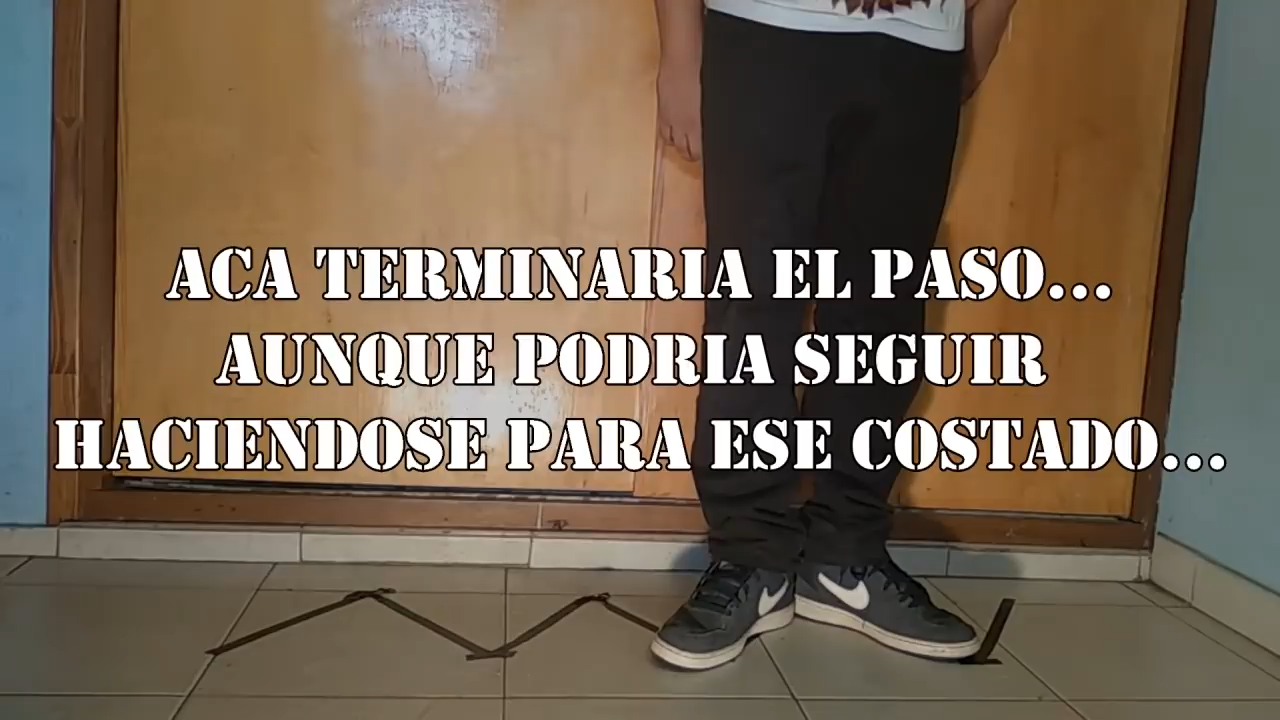 ACA TERMINARIA EL PASO...
AUNQUE PODRIA SEGUIR
HACIENDOSE PARA ESE COSTADO...